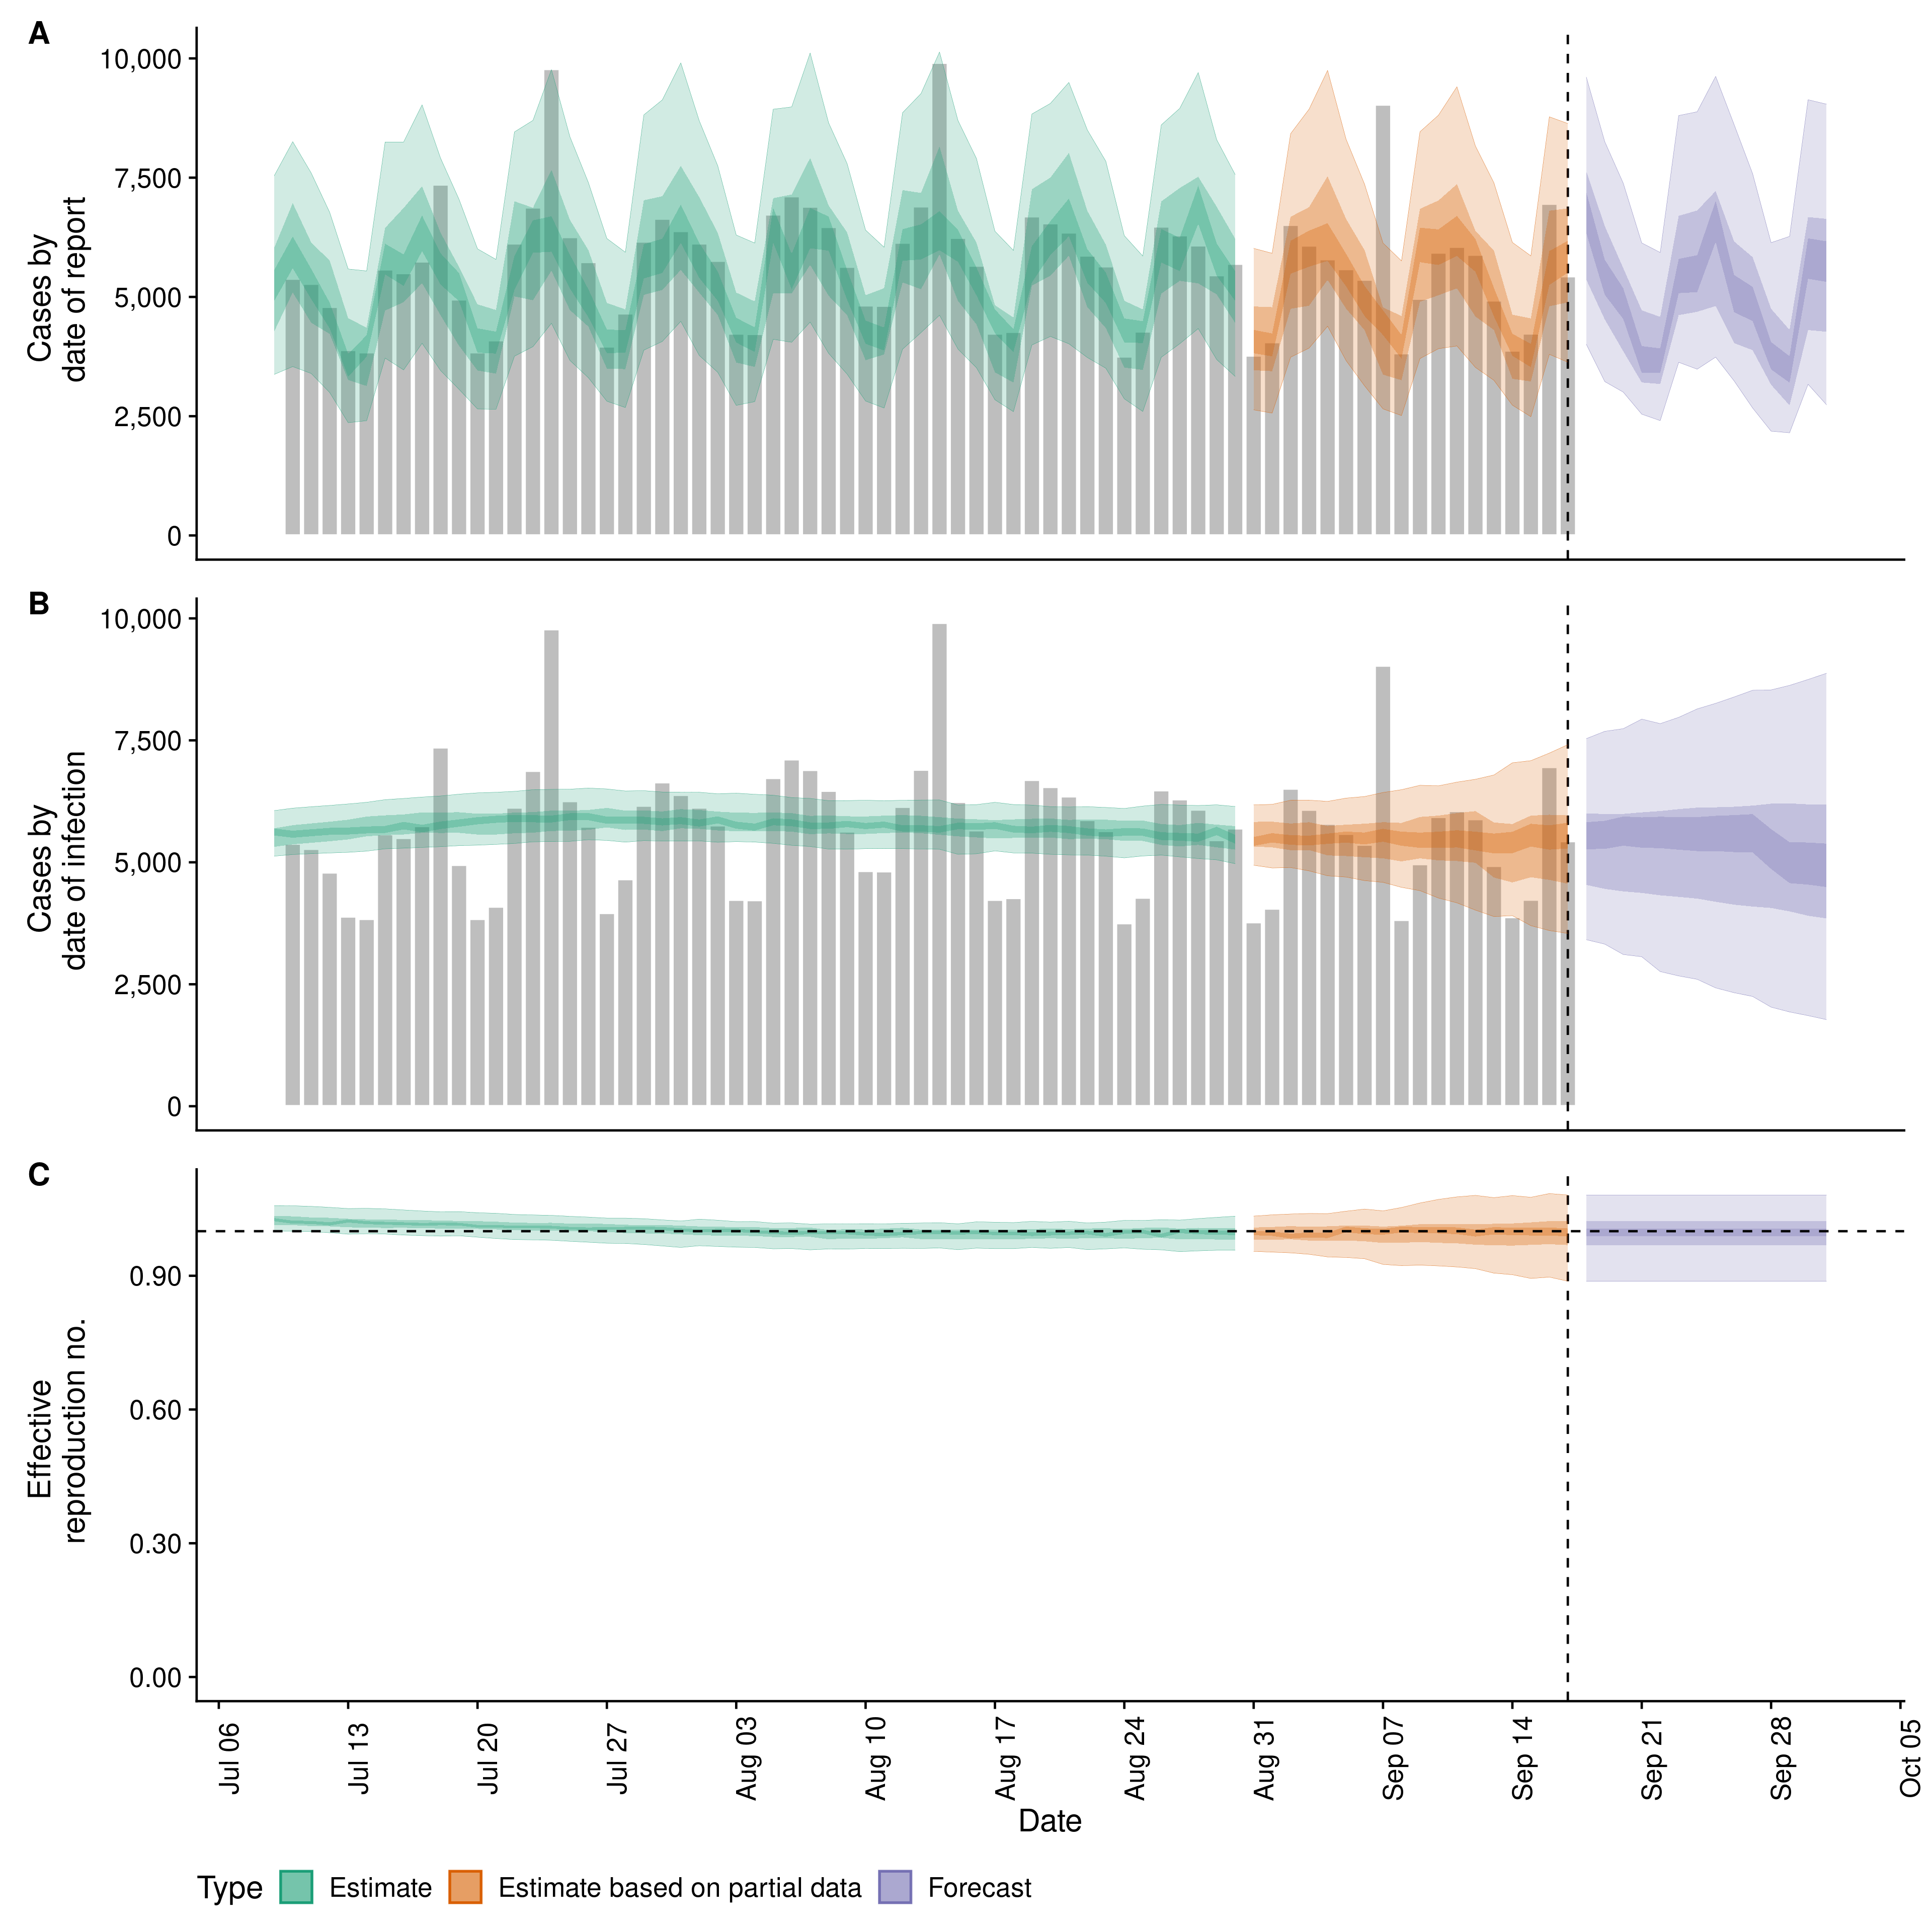 A
10,000
7,500
5,000
2,500
0
Cases by
date of report
B
10,000
7,500
5,000
2,500
0
Cases by
date of infection
C
0.90
0.60
0.30
0.00
Effective
reproduction no.
Jul 06
Jul 13
Jul 20
Jul 27
Aug 03
Aug 10
Aug 17
Aug 24
Aug 31
Sep 07
Sep 14
Sep 21
Sep 28
Oct 05
Date
Type Estimate Estimate based on partial data Forecast